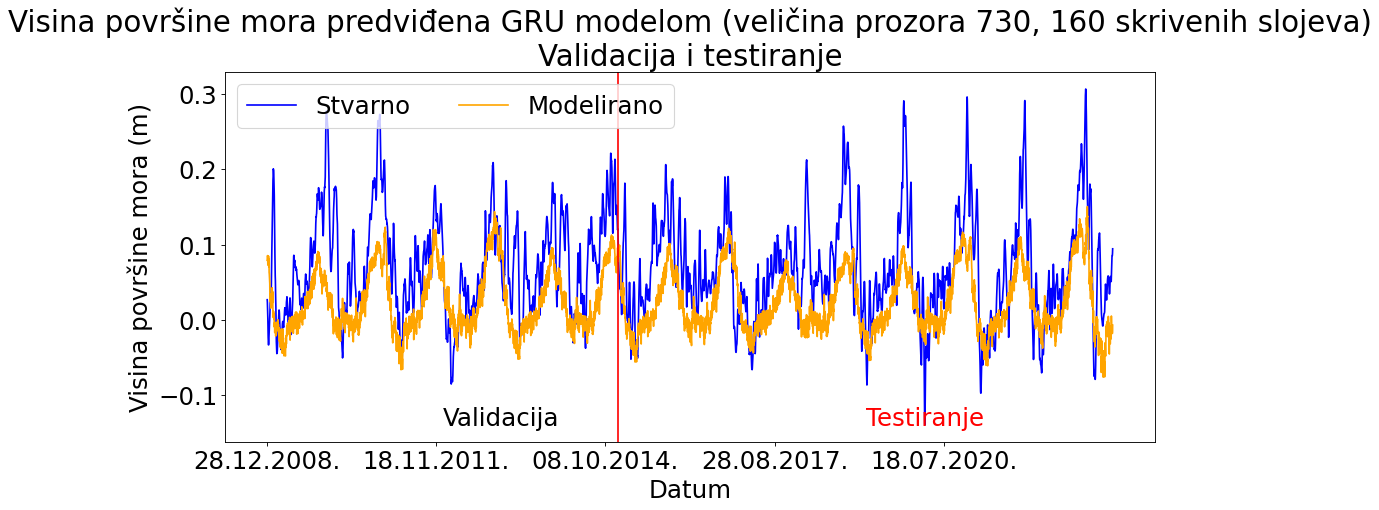 Visina površine mora predviđena GRU modelom (veličina prozora 730, 160 skrivenih slojeva)
Validacija i testiranje
Stvarno
Modelirano
Visina površine mora (m)
0.3
0.2
0.1
0.0
−0.1
Validacija
Testiranje
28.12.2008.
18.11.2011.
08.10.2014.
28.08.2017.
18.07.2020.
Datum